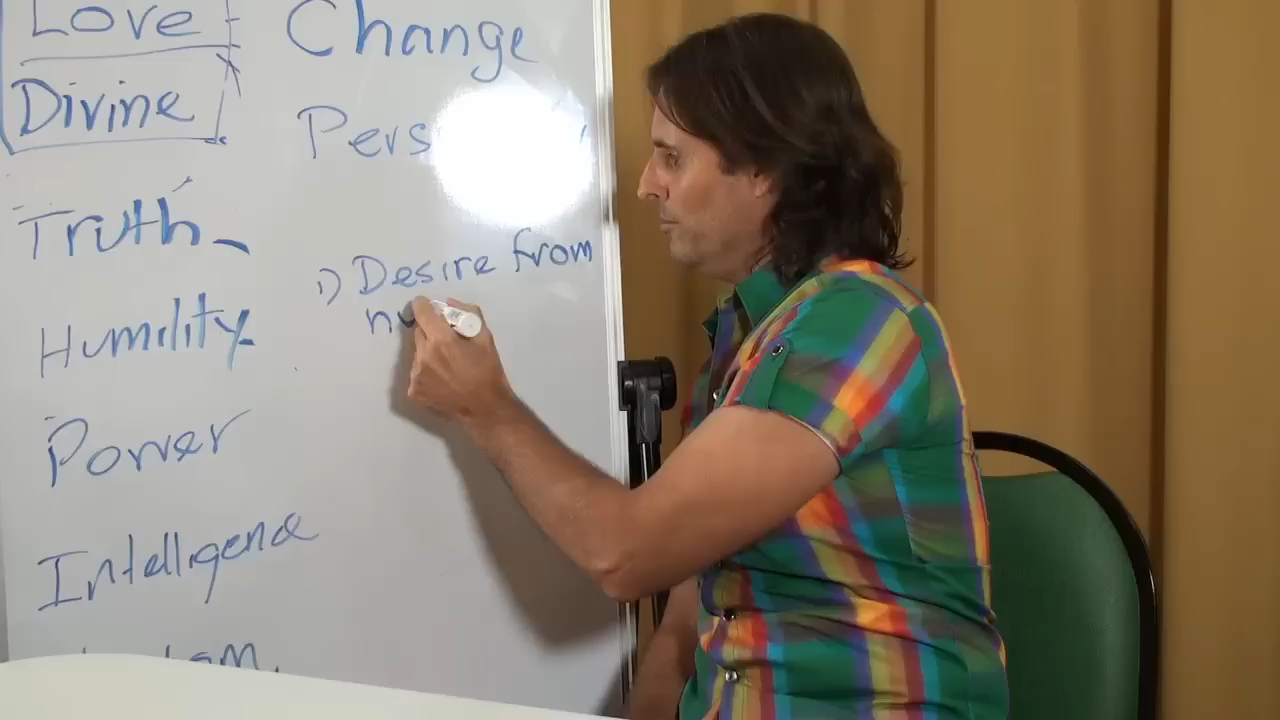 Love
Divine
Truth
Humility
Power
Intelligence
Change
Pers
1) Desire from